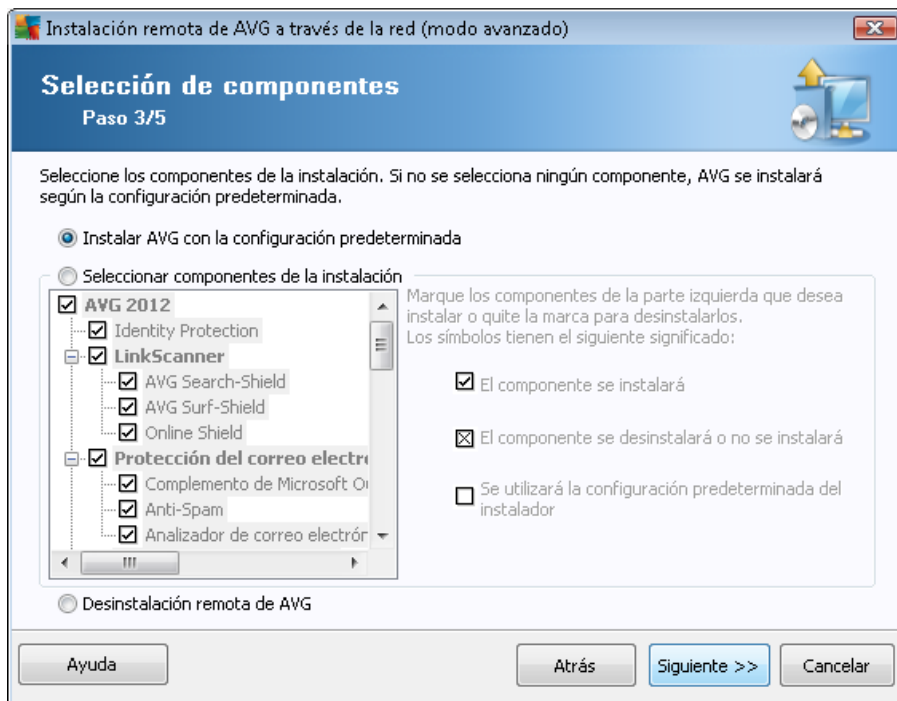 Instalación remota de AVG a través de la red (modo avanzado)
Selección de componentes
Paso 3/5
Seleccione los componentes de la instalación. Si no se selecciona ningún componente, AVG se instalará
según la configuración predeterminada.
Instalar AVG con la configuración predeterminada
Seleccionar componentes de la instalación
AVG 2012
Identity Protection
LinkScanner
AVG Search-Shield
AVG Surf-Shield
Online Shield
Protección del correo electr
Complemento de Microsoft O
Anti-Spam
Analizador de correo electrón
Marque los componentes de la parte izquierda que desea
instalar o quite la marca para desinstalarlos.
Los símbolos tienen el siguiente significado:
El componente se instalará
El componente se desinstalará o no se instalará
Se utilizará la configuración predeterminada del
instalador
Desinstalación remota de AVG
Ayuda
Atrás
Siguiente >>
Cancelar